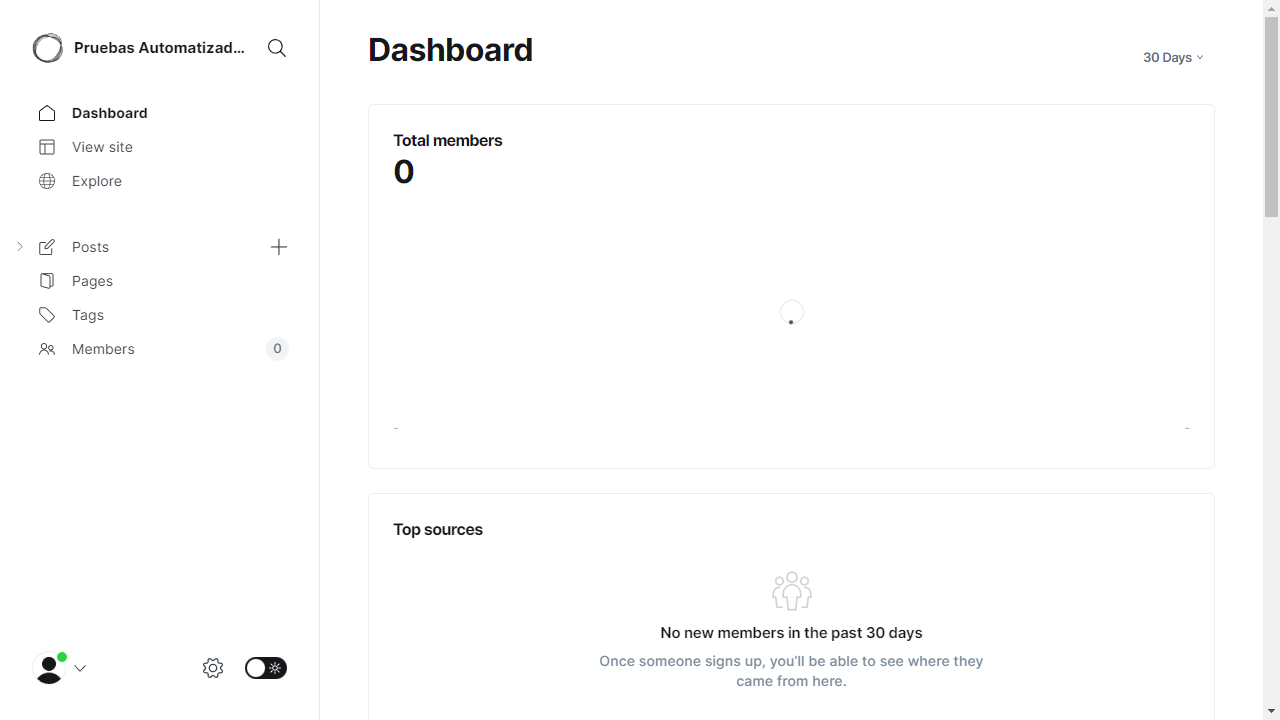 Pruebas Automatizad...
Dashboard
View site
Explore
Posts
Pages
Tags
Members
0
Dashboard
30 Days
Total members
0
-
-
Top sources
No new members in the past 30 days
Once someone signs up, you’ll be able to see where they
came from here.